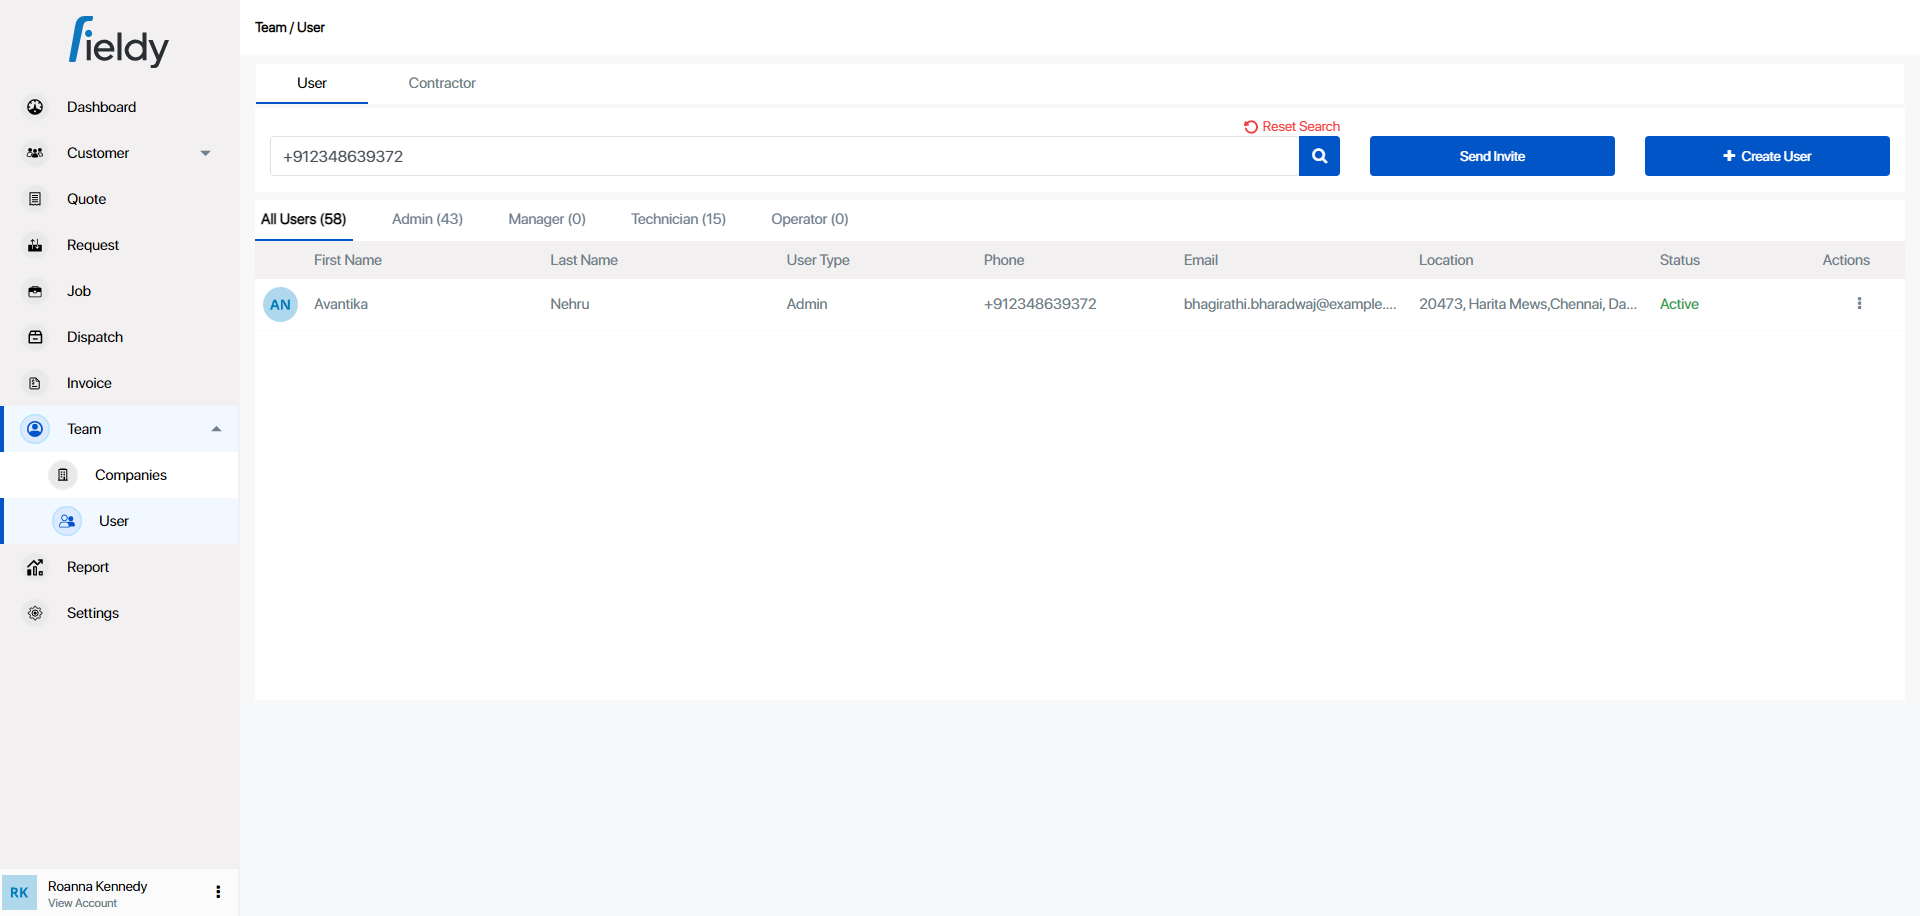 fieldy
Dashboard
Customer
Quote
Request
Job
Dispatch
Invoice
Team
Companies
User
Report
Settings
RK
Roanna Kennedy
View Account
Team / User
User Contractor
Reset Search
+912348639372
Send Invite
Create User
All Users (58) Admin (43) Manager (0) Technician (15) Operator (0)
First Name Last Name User Type Phone Email Location Status Actions
AN Avantika Nehru Admin +912348639372 bhagirathi.bharadwaj@example.... 20473, Harita Mews,Chennai, Da... Active